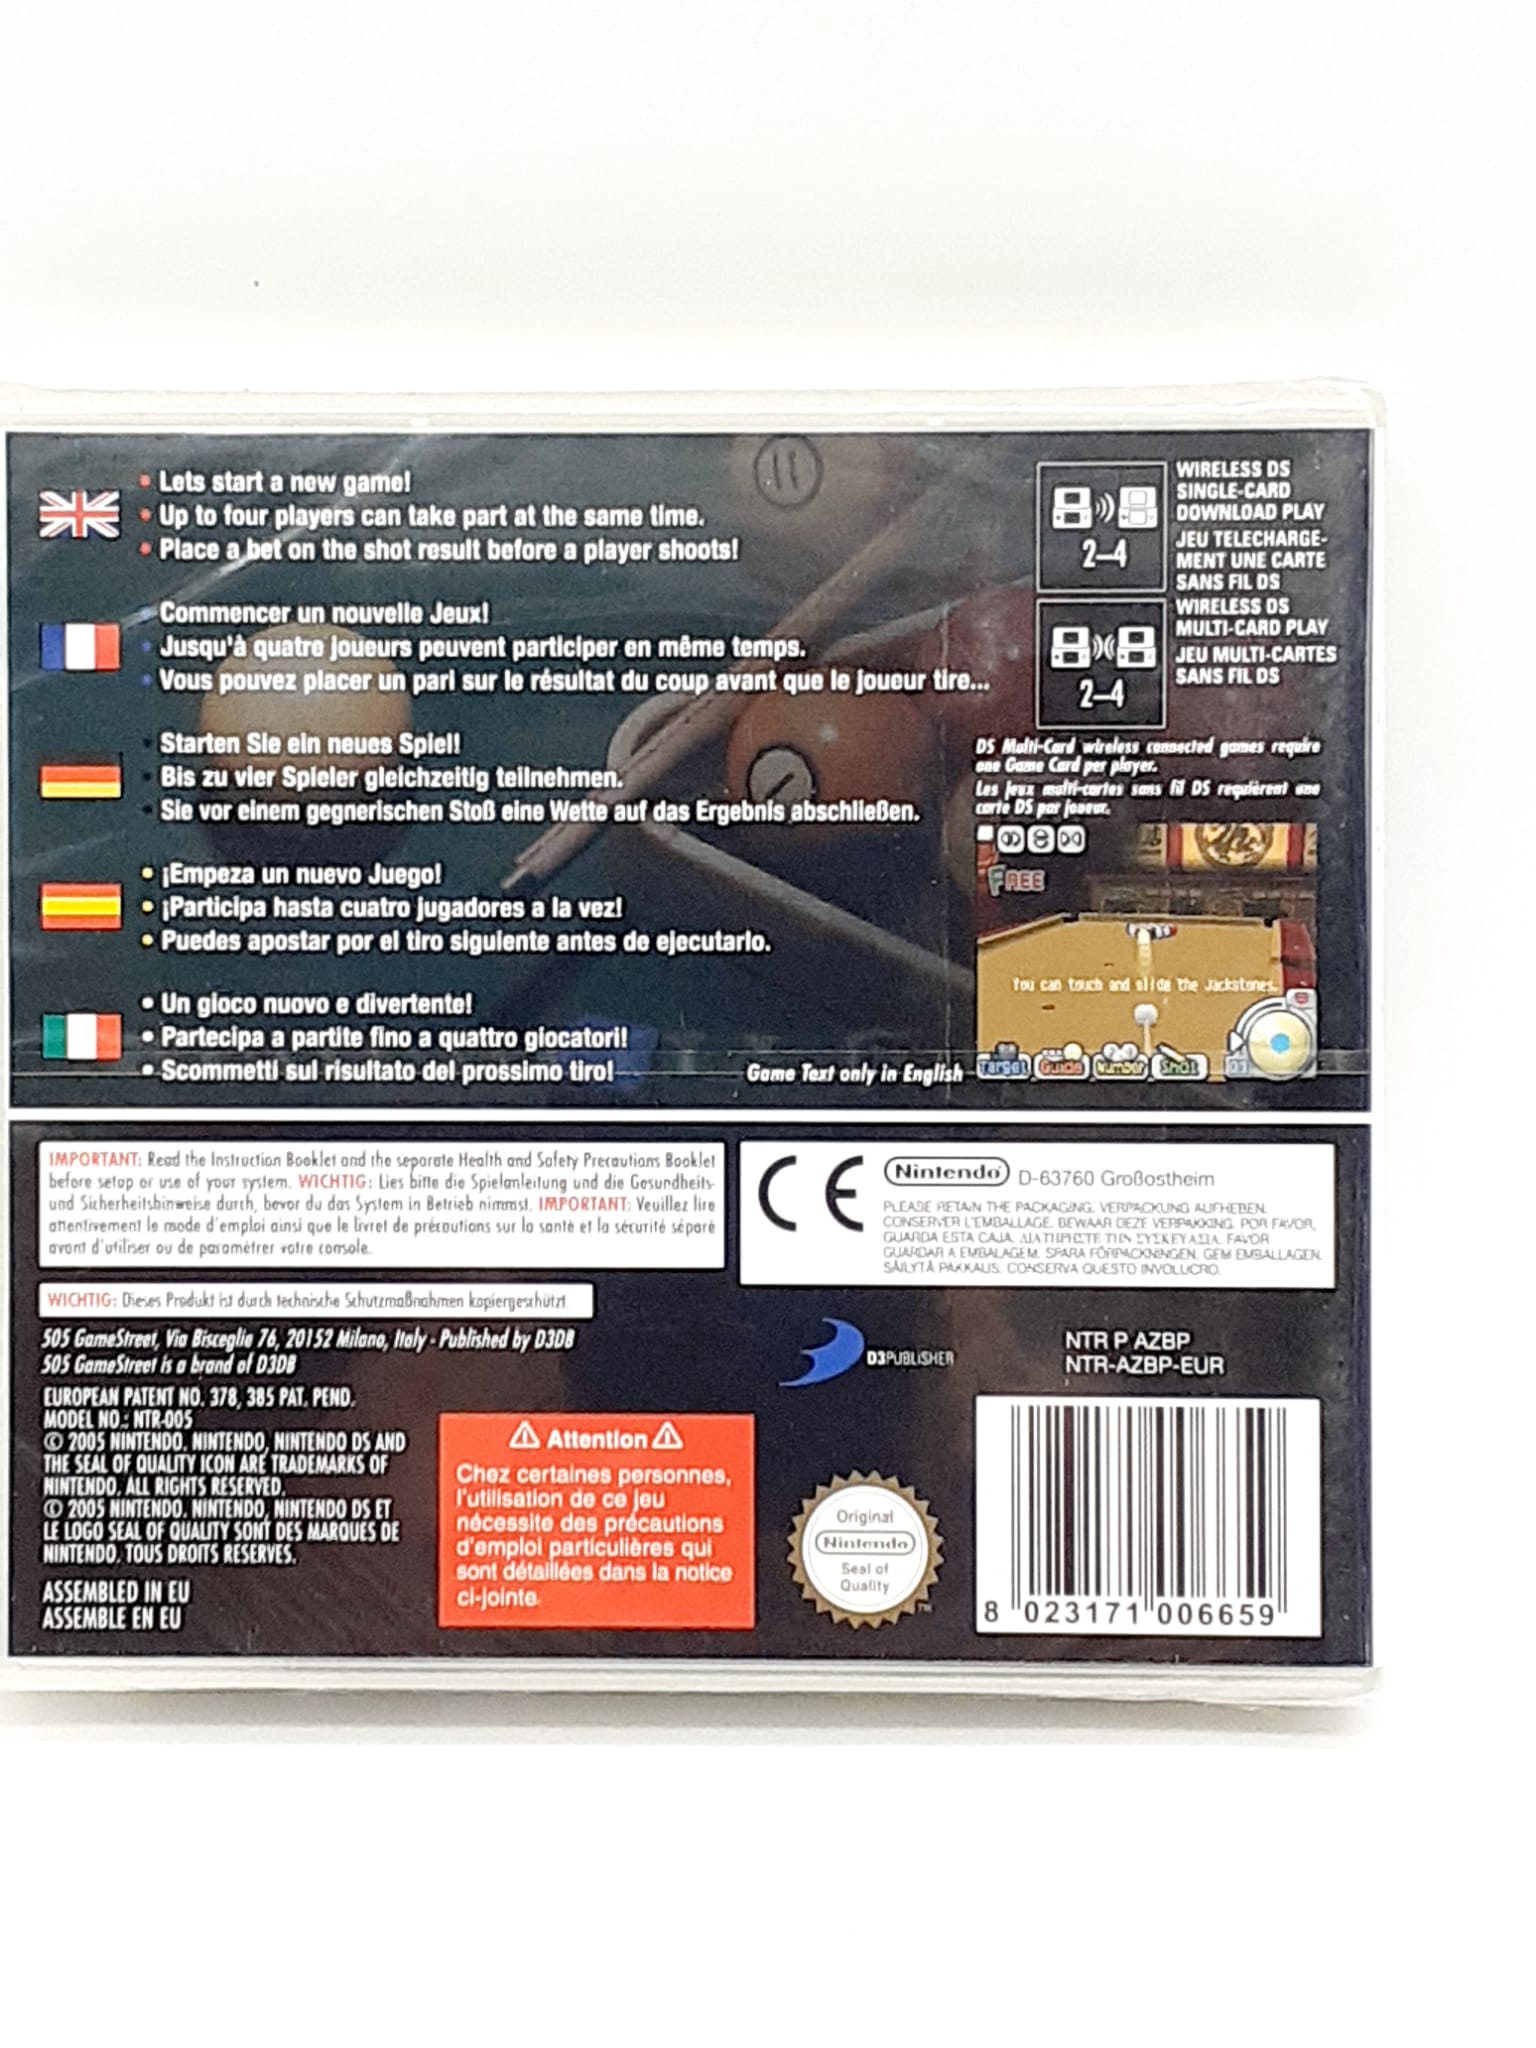 11
• Lets start a new game!
• Up to four players can take part at the same time.
• Place a bet on the shot result before a player shoots!
Commencer un nouvelle Jeux!
Jusqu'à quatre joueurs peuvent participer en même temps.
Vous pouvez placer un pari sur le résultat du coup avant que le joueur tire...
Starten Sie ein neues Spiel!
Bis zu vier Spieler gleichzeitig teilnehmen.
Sie vor einem gegnerischen Stoß eine Wette auf das Ergebnis abschließen.
• ¡Empeza un nuevo Juego!
• ¡Participa hasta cuatro jugadores a la vez!
• Puedes apostar por el tiro siguiente antes de ejecutarlo.
• Un gioco nuovo e divertente!
• Partecipa a partite fino a quattro giocatori!
• Scommetti sul risultato del prossimo tiro!
Game Text only in English
2–4
WIRELESS DS
SINGLE-CARD
DOWNLOAD PLAY
JEU TELECHARGE-
MENT UNE CARTE
SANS FIL DS
2–4
WIRELESS DS
MULTI-CARD PLAY
JEU MULTI-CARTES
SANS FIL DS
DS Multi-Card wireless connected games require
one Game Card per player.
Les jeux multi-cartes sans fil DS requièrent une
carte DS par joueur.
FREE
You can touch and slide the Jackstones.
Target Guide Number Shot
IMPORTANT: Read the Instruction Booklet and the separate Health and Safety Precautions Booklet
before setup or use of your system. WICHTIG: Lies bitte die Spielanleitung und die Gesundheits-
und Sicherheitshinweise durch, bevor du das System in Betrieb nimmst. IMPORTANT: Veuillez lire
attentivement le mode d'emploi ainsi que le livret de précautions sur la santé et la sécurité séparé
avant d'utiliser ou de paramétrer votre console.
WICHTIG: Dieses Produkt ist durch technische Schutzmaßnahmen kopiergeschützt.
CE
Nintendo D-63760 Großostheim
PLEASE RETAIN THE PACKAGING. VERPACKUNG AUFHEBEN.
CONSERVER L'EMBALLAGE. BEWAAR DEZE VERPAKKING. POR FAVOR,
GUARDA ESTA CAJA. ΔΙΑΤΗΡΗΣΤΕ ΤΗΝ ΣΥΣΚΕΥΑΣΙΑ. FAVOR
GUARDAR A EMBALAGEM. SPARA FÖRPACKNINGEN. GEM EMBALLAGEN.
SÄILYTÄ PAKKAUS. CONSERVA QUESTO INVOLUCRO.
505 GameStreet, Via Bisceglie 76, 20152 Milano, Italy - Published by D3DB
505 GameStreet is a brand of D3DB
EUROPEAN PATENT NO. 378, 385 PAT. PEND.
MODEL NO.: NTR-005
© 2005 NINTENDO. NINTENDO, NINTENDO DS AND
THE SEAL OF QUALITY ICON ARE TRADEMARKS OF
NINTENDO. ALL RIGHTS RESERVED.
© 2005 NINTENDO. NINTENDO, NINTENDO DS ET
LE LOGO SEAL OF QUALITY SONT DES MARQUES DE
NINTENDO. TOUS DROITS RESERVES.
ASSEMBLED IN EU
ASSEMBLE EN EU
Attention
Chez certaines personnes,
l'utilisation de ce jeu
nécessite des précautions
d'emploi particulières qui
sont détaillées dans la notice
ci-jointe.
D3PUBLISHER
Original
Nintendo
Seal of
Quality
TM
NTR P AZBP
NTR-AZBP-EUR
8 023171 006659